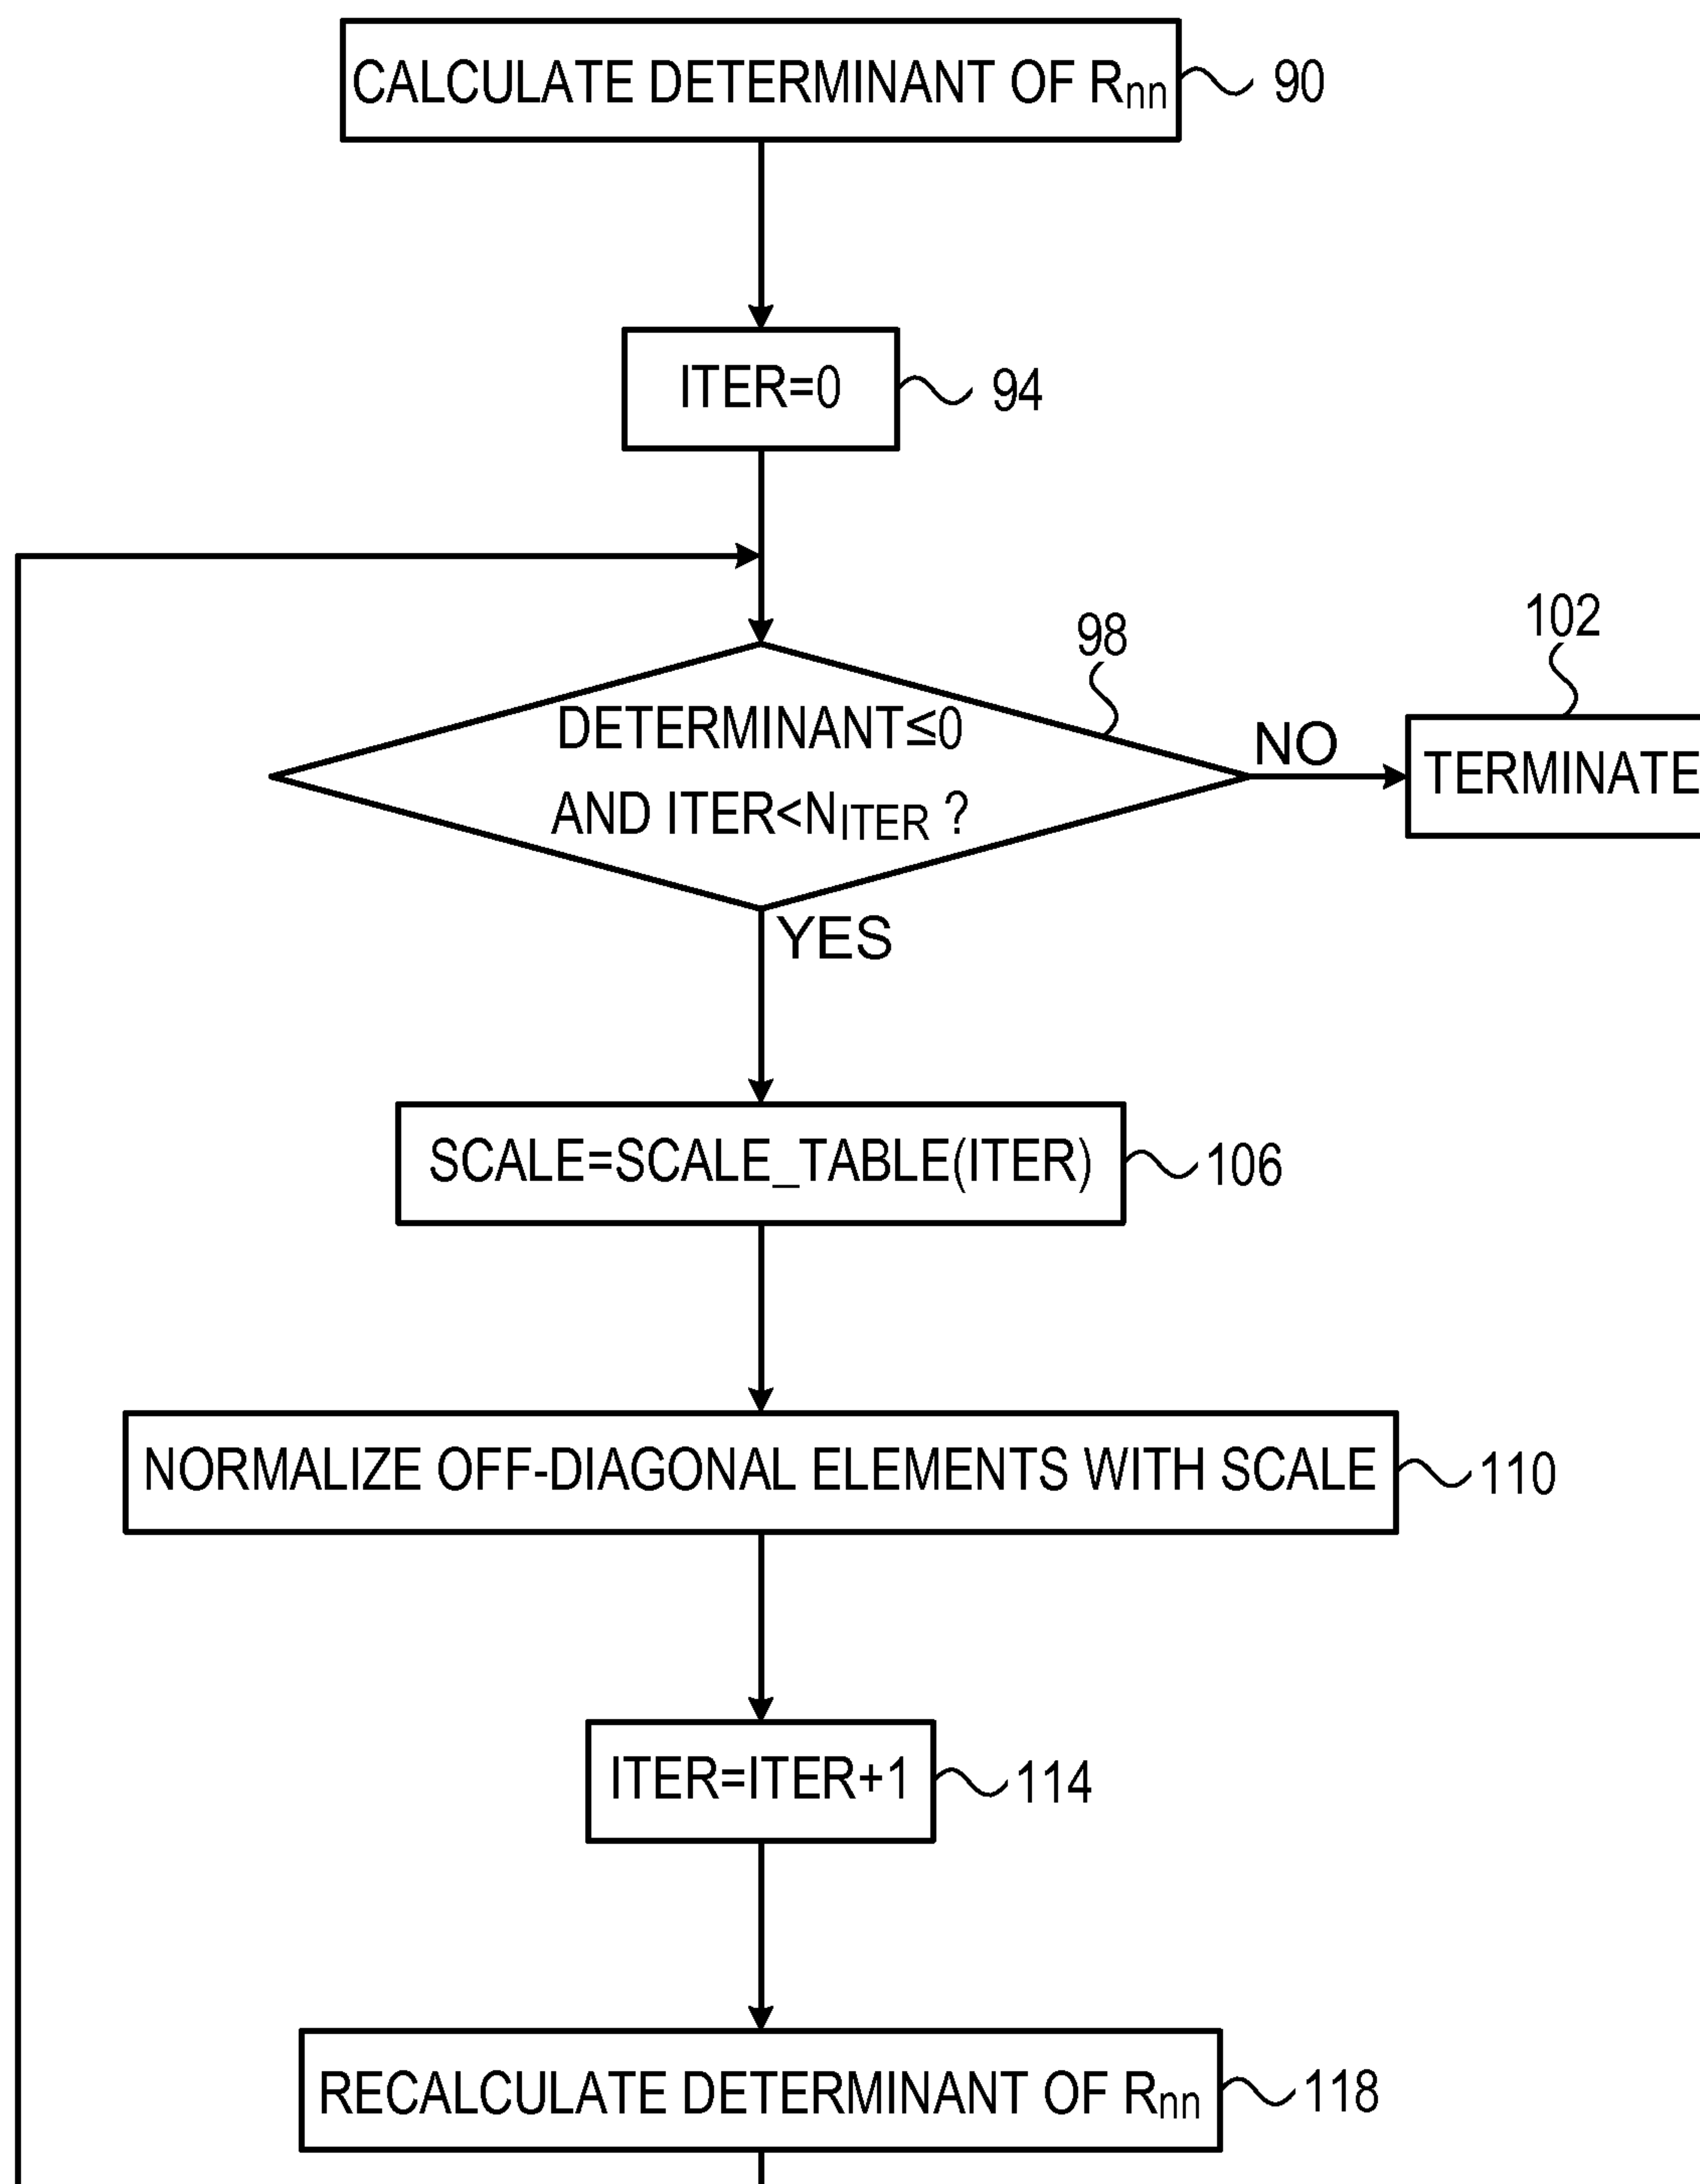 CALCULATE DETERMINANT OF Rnn
90
ITER=0
94
98
102
DETERMINANT≤0
AND ITER<NITER ?
NO
TERMINATE
YES
SCALE=SCALE_TABLE(ITER)
106
NORMALIZE OFF-DIAGONAL ELEMENTS WITH SCALE
110
ITER=ITER+1
114
RECALCULATE DETERMINANT OF Rnn
118